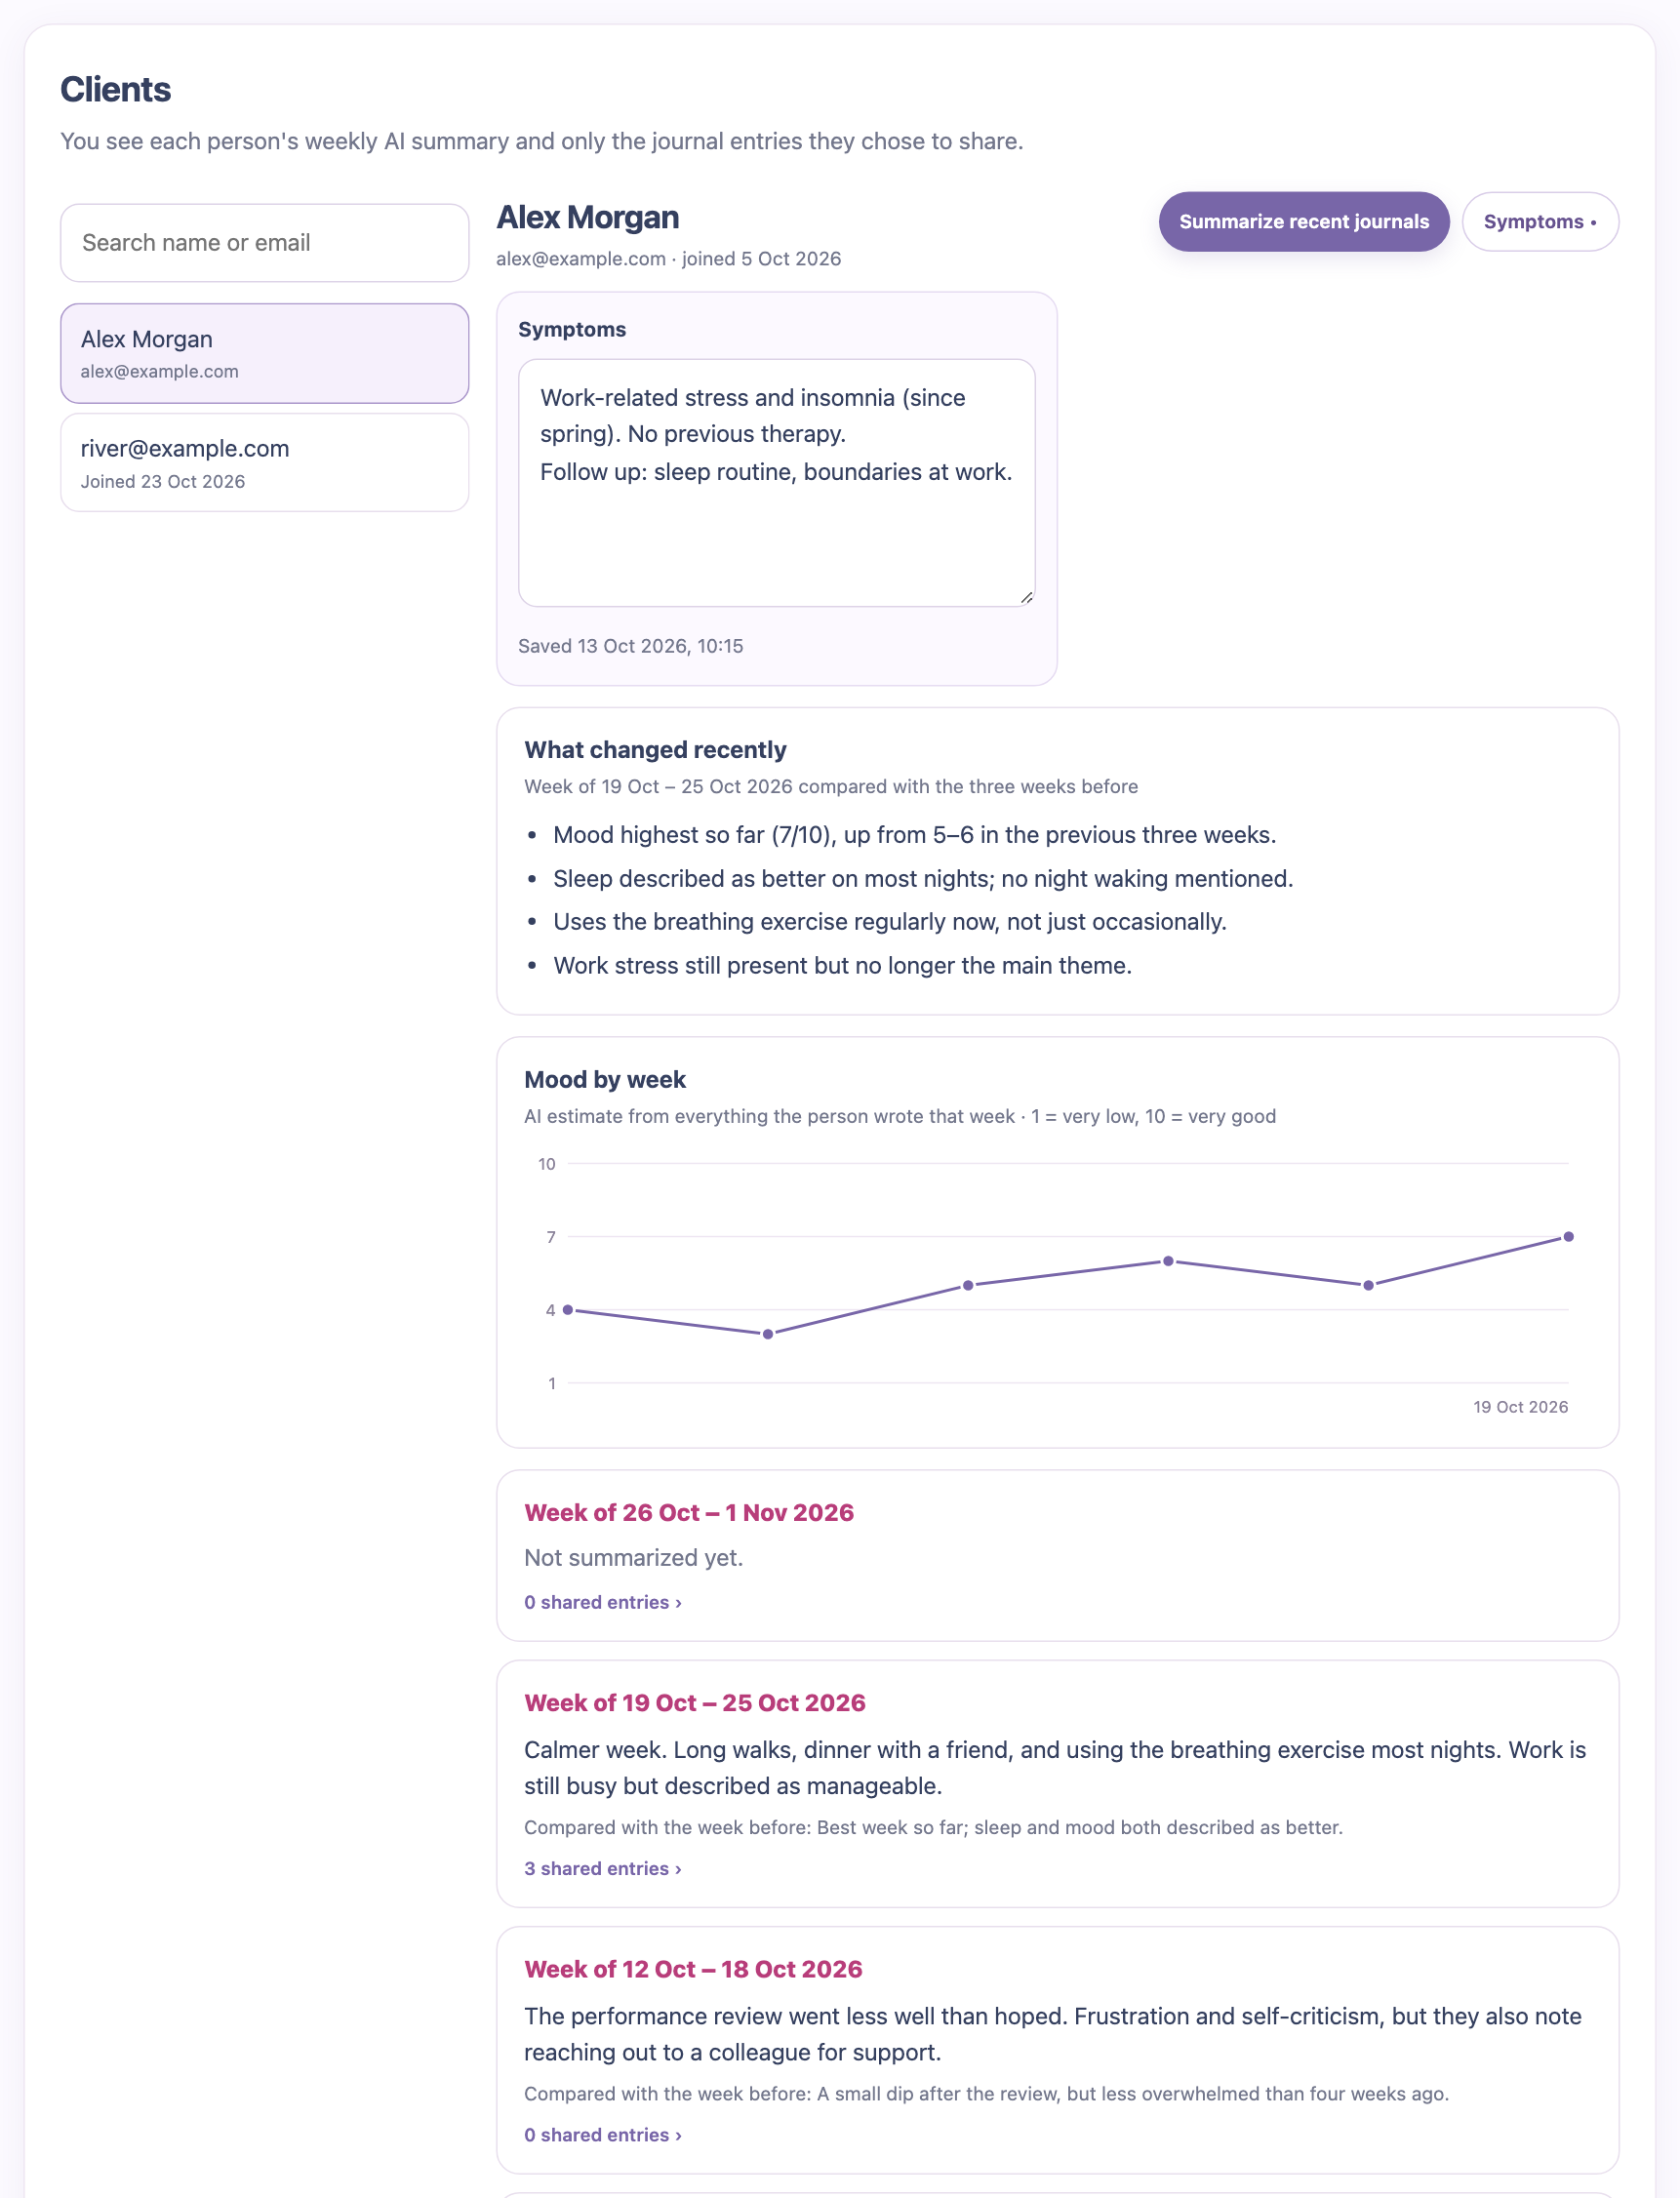 Clients
You see each person's weekly AI summary and only the journal entries they chose to share.
Search name or email
Alex Morgan
alex@example.com
river@example.com
Joined 23 Oct 2026
Alex Morgan
alex@example.com · joined 5 Oct 2026
Summarize recent journals
Symptoms •
Symptoms
Work-related stress and insomnia (since
spring). No previous therapy.
Follow up: sleep routine, boundaries at work.
Saved 13 Oct 2026, 10:15
What changed recently
Week of 19 Oct – 25 Oct 2026 compared with the three weeks before
• Mood highest so far (7/10), up from 5–6 in the previous three weeks.
• Sleep described as better on most nights; no night waking mentioned.
• Uses the breathing exercise regularly now, not just occasionally.
• Work stress still present but no longer the main theme.
Mood by week
AI estimate from everything the person wrote that week · 1 = very low, 10 = very good
10
7
4
1
19 Oct 2026
Week of 26 Oct – 1 Nov 2026
Not summarized yet.
0 shared entries ›
Week of 19 Oct – 25 Oct 2026
Calmer week. Long walks, dinner with a friend, and using the breathing exercise most nights. Work is
still busy but described as manageable.
Compared with the week before: Best week so far; sleep and mood both described as better.
3 shared entries ›
Week of 12 Oct – 18 Oct 2026
The performance review went less well than hoped. Frustration and self-criticism, but they also note
reaching out to a colleague for support.
Compared with the week before: A small dip after the review, but less overwhelmed than four weeks ago.
0 shared entries ›